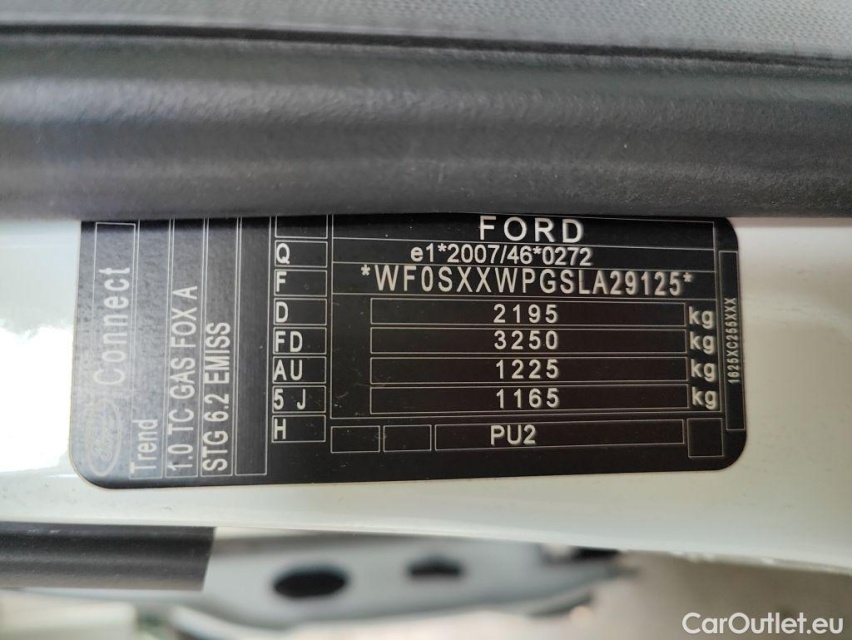 FORD
Q e1*2007/46*0272
F *WF0SXXWPGSLA29125*
D 2195 kg
FD 3250 kg
AU 1225 kg
5 J 1165 kg
H PU2
Connect
Trend
1.0 TC GAS FOX A
STG 6.2 EMISS
1625XC255XXX
CarOutlet.eu